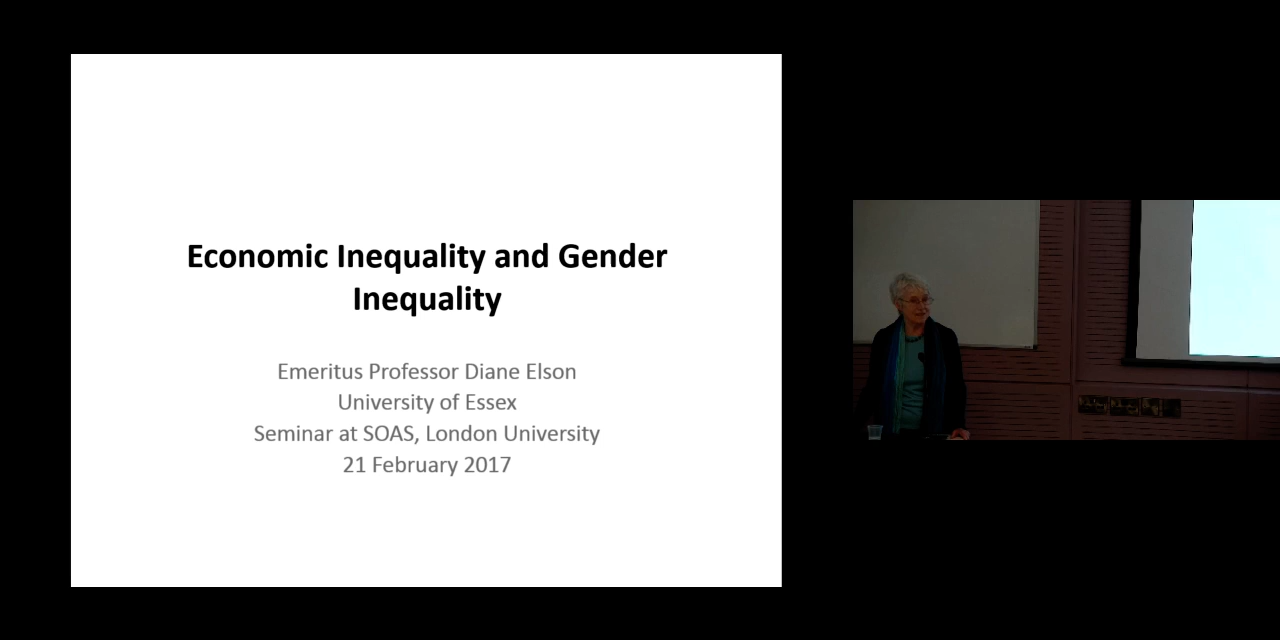 Economic Inequality and Gender
Inequality
Emeritus Professor Diane Elson
University of Essex
Seminar at SOAS, London University
21 February 2017